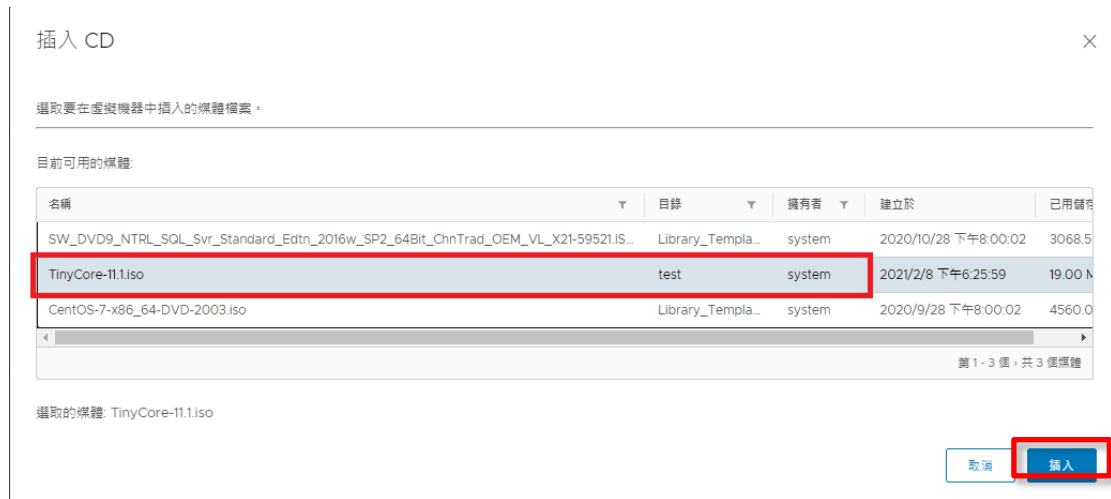 插入 CD
選取要在虛擬機器中插入的媒體檔案。
目前可用的媒體:
名稱 目錄 擁有者 建立於 已用儲存
SW_DVD9_NTRL_SQL_Svr_Standard_Edtn_2016w_SP2_64Bit_ChnTrad_OEM_VL_X21-59521.IS... Library_Templa... system 2020/10/28 下午8:00:02 3068.5
TinyCore-11.1.iso test system 2021/2/8 下午6:25:59 19.00 M
CentOS-7-x86_64-DVD-2003.iso Library_Templa... system 2020/9/28 下午8:00:02 4560.0
第 1 - 3 個，共 3 個媒體
選取的媒體: TinyCore-11.1.iso
取消 插入